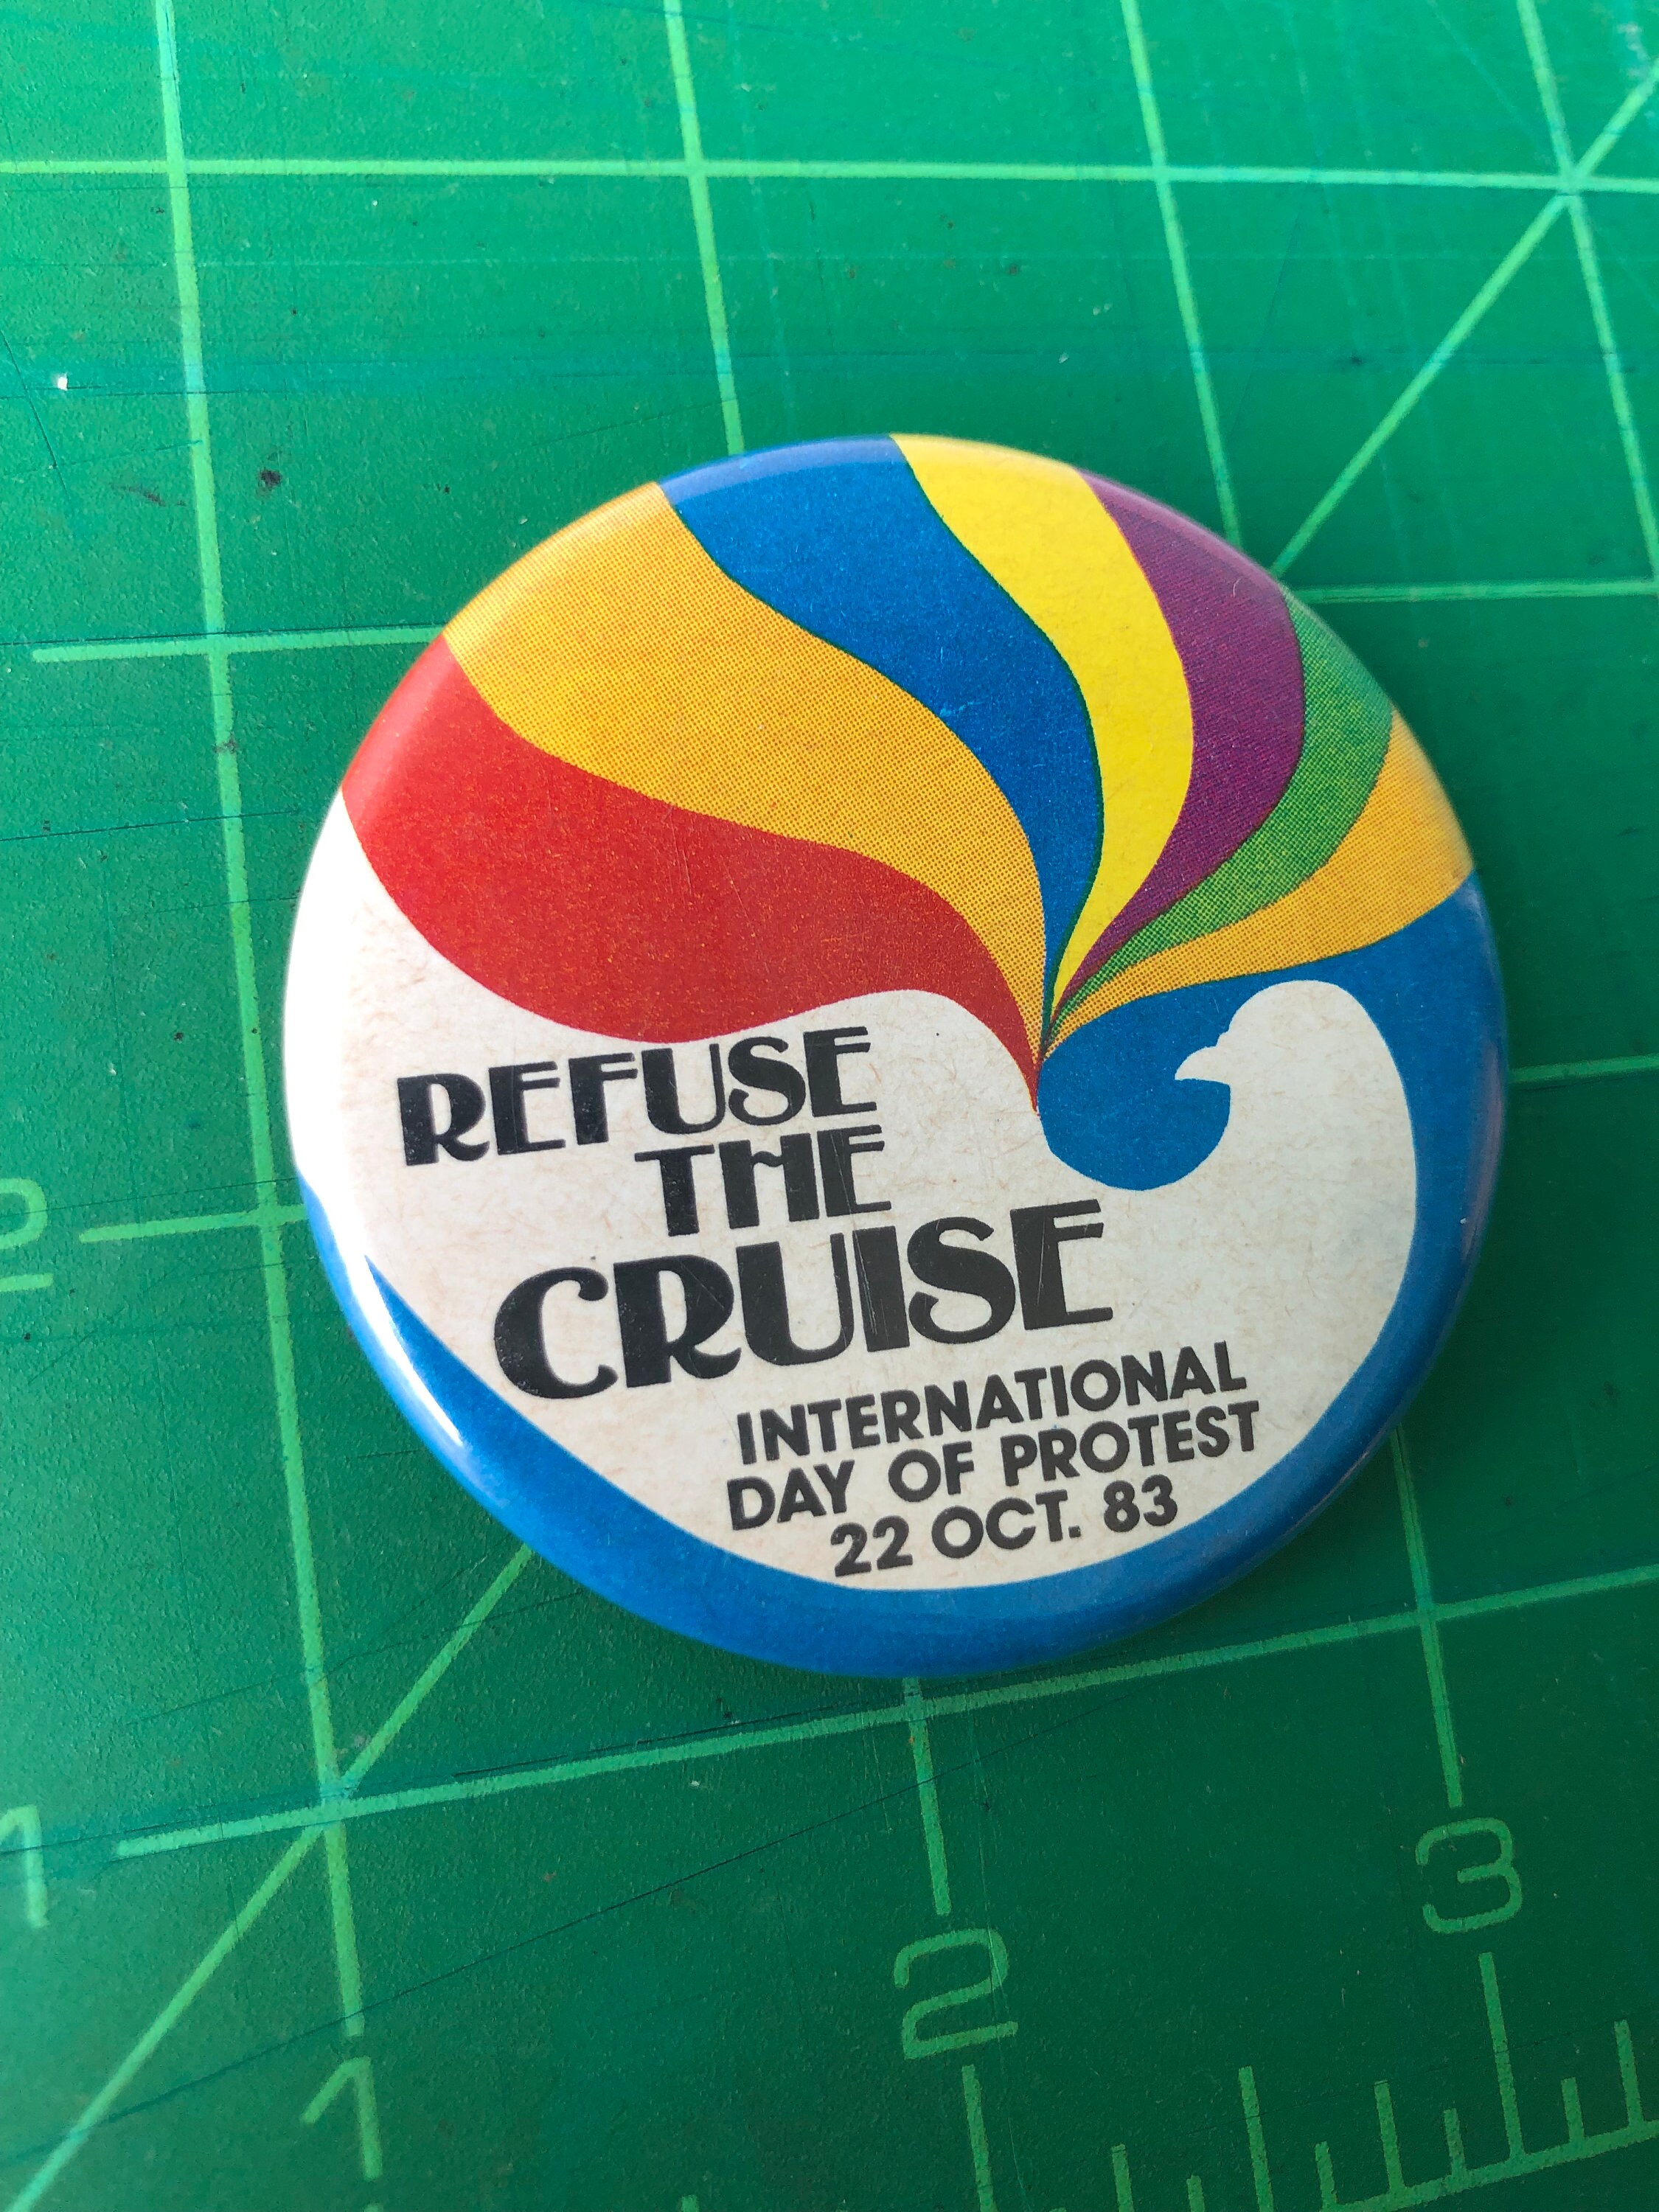 REFUSE
THE
CRUISE
INTERNATIONAL
DAY OF PROTEST
22 OCT. 83
2
1
3
2
1